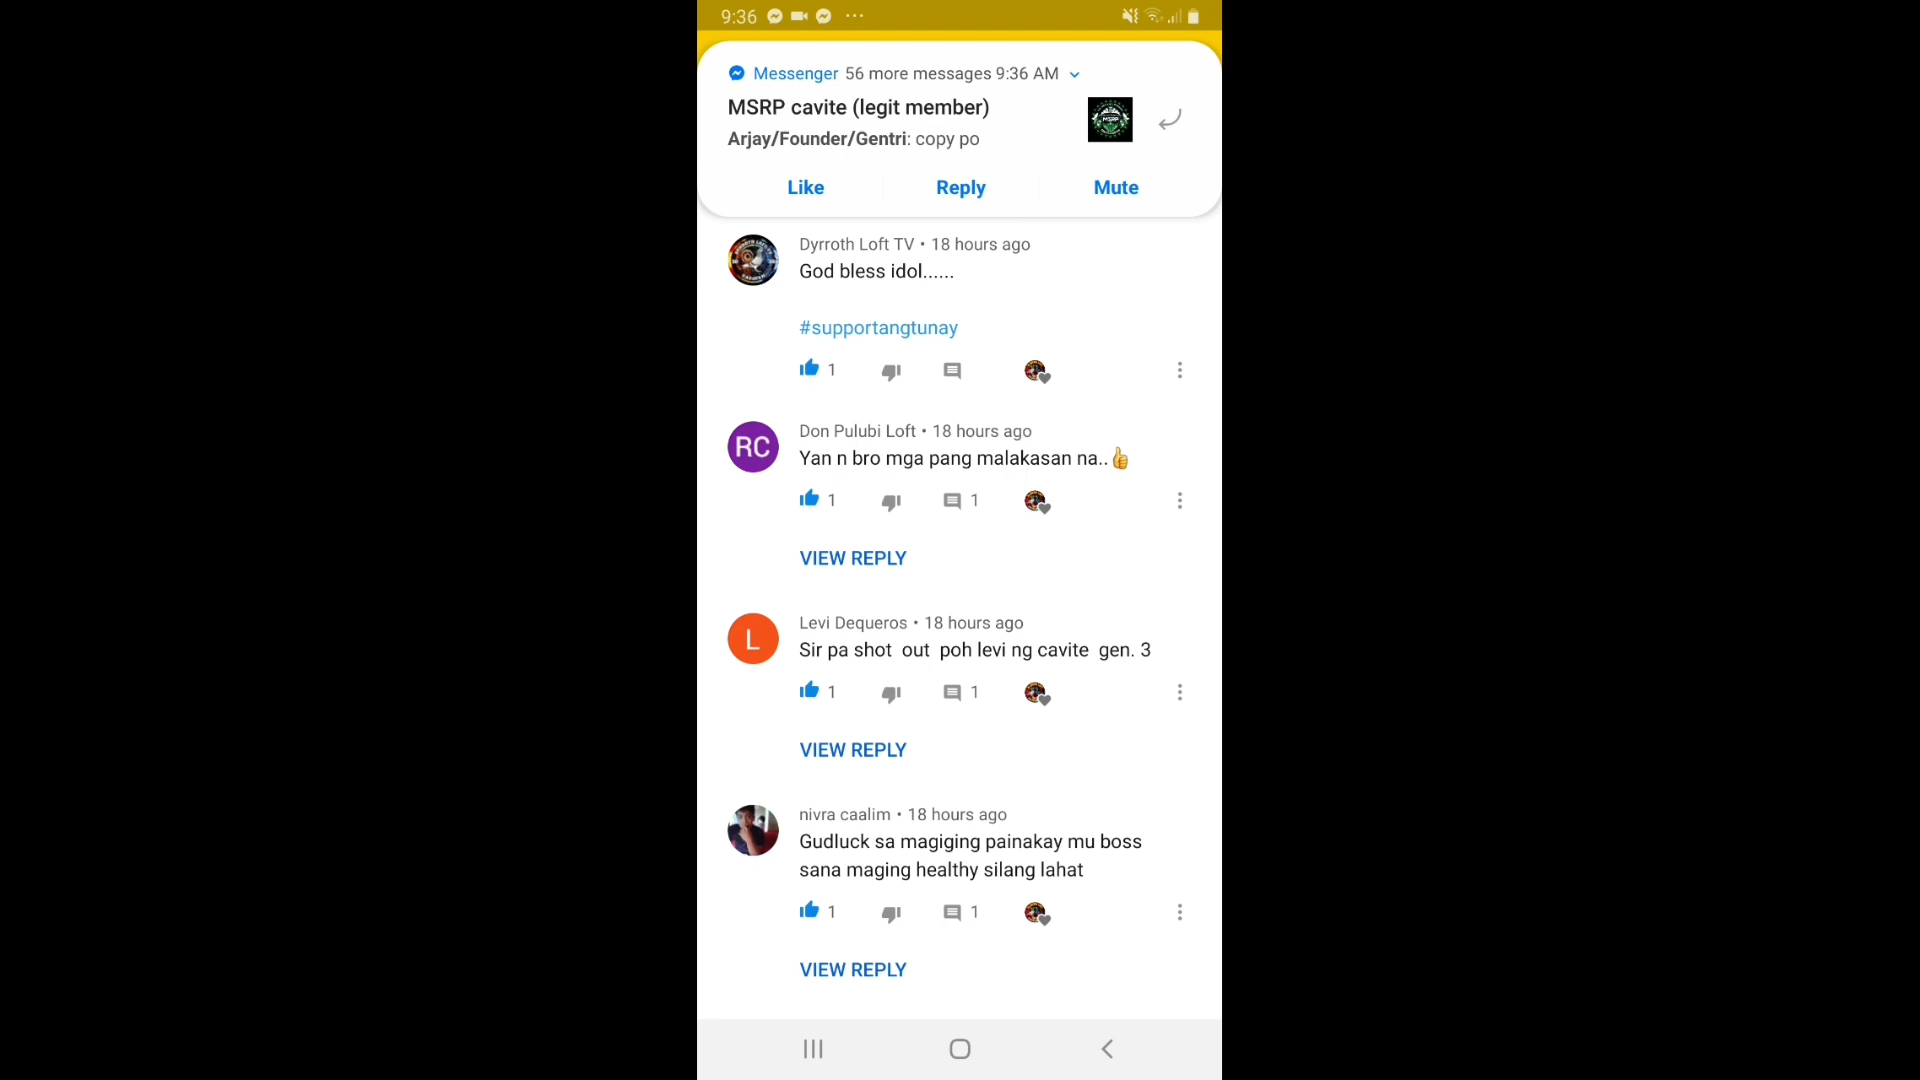 9:36
Messenger 56 more messages 9:36 AM
MSRP cavite (legit member)
Arjay/Founder/Gentri: copy po
MSRP
Like Reply Mute
Dyrroth Loft TV • 18 hours ago
God bless idol......
#supportangtunay
1
RC
Don Pulubi Loft • 18 hours ago
Yan n bro mga pang malakasan na..👍
1 1
VIEW REPLY
L
Levi Dequeros • 18 hours ago
Sir pa shot out poh levi ng cavite gen. 3
1 1
VIEW REPLY
nivra caalim • 18 hours ago
Gudluck sa magiging painakay mu boss
sana maging healthy silang lahat
1 1
VIEW REPLY